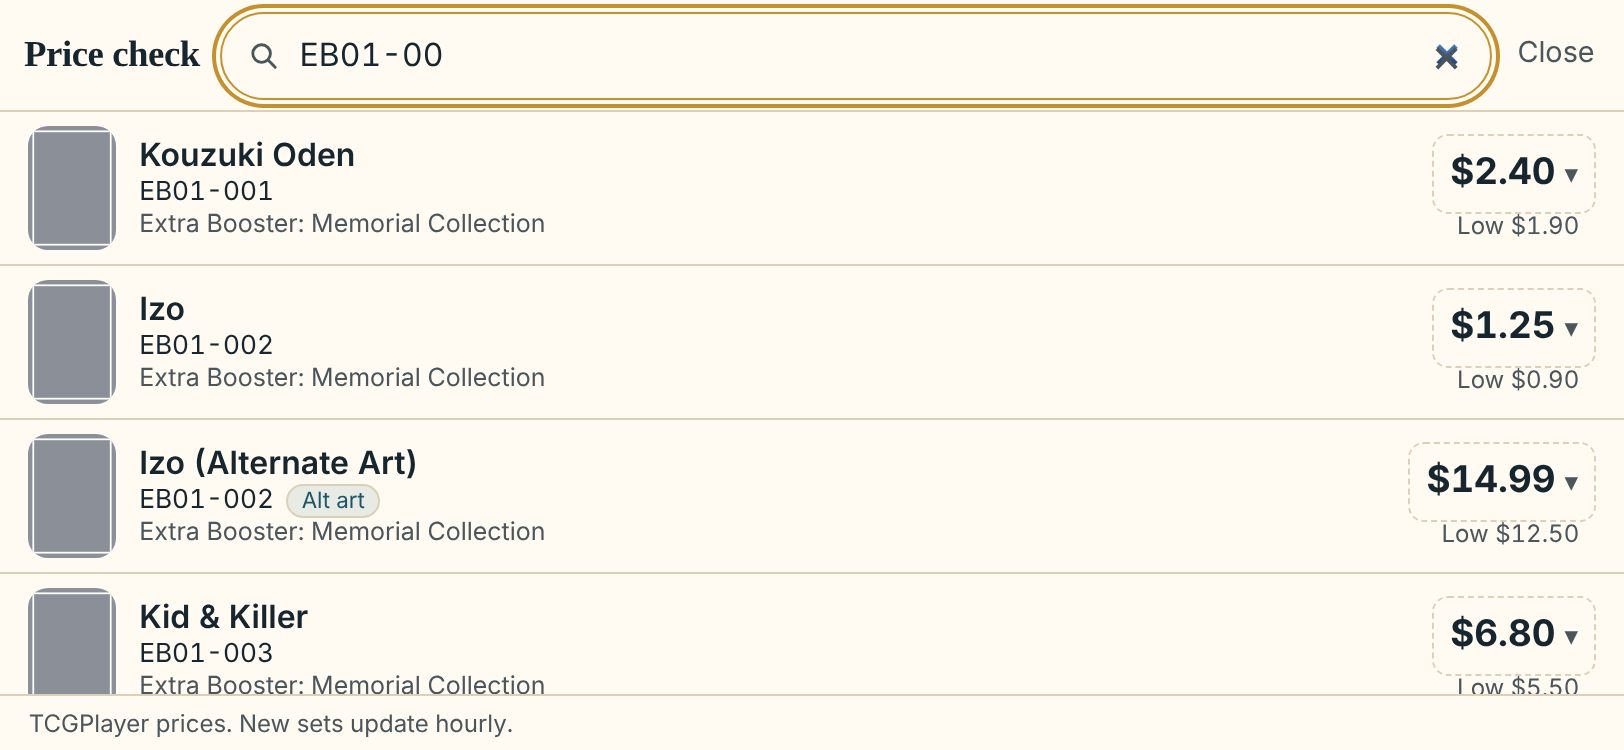 Price check
EB01-00
Close
Kouzuki Oden
EB01-001
Extra Booster: Memorial Collection
$2.40 ▼
Low $1.90
Izo
EB01-002
Extra Booster: Memorial Collection
$1.25 ▼
Low $0.90
Izo (Alternate Art)
EB01-002 Alt art
Extra Booster: Memorial Collection
$14.99 ▼
Low $12.50
Kid & Killer
EB01-003
Extra Booster: Memorial Collection
$6.80 ▼
Low $5.50
TCGPlayer prices. New sets update hourly.